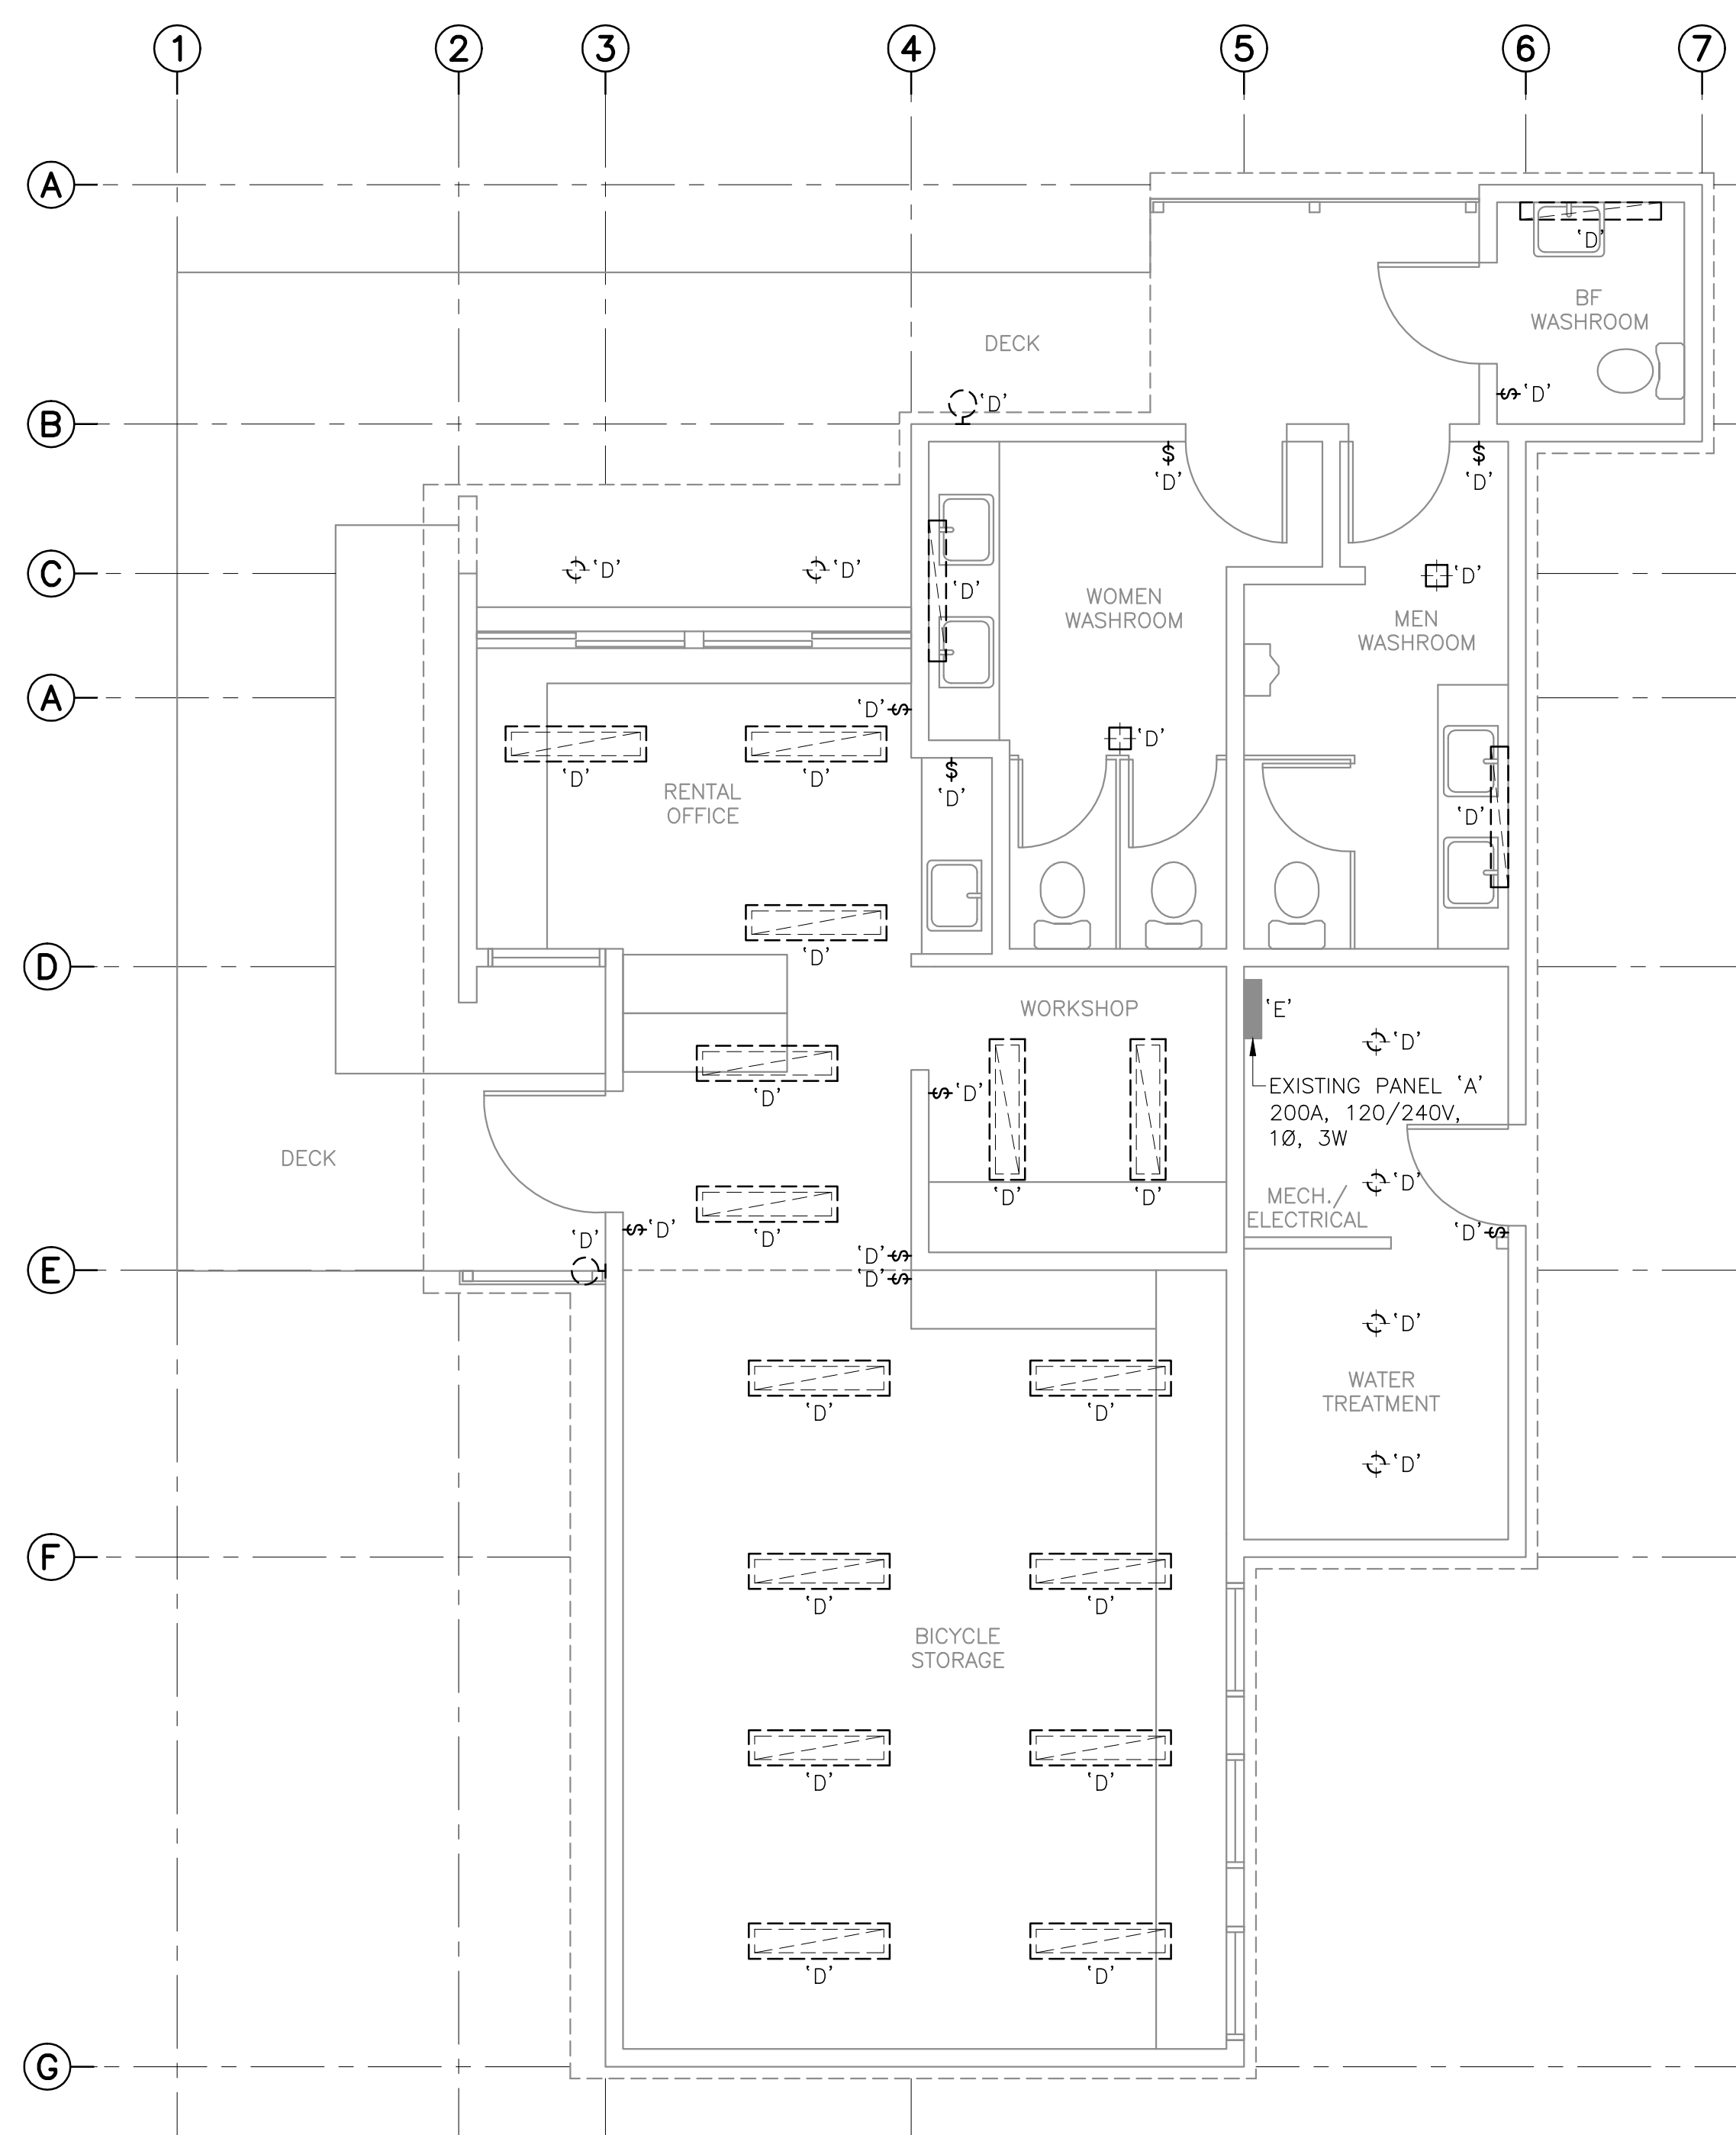 1 2 3 4 5 6 7
A
'D'
BF
WASHROOM
DECK
'D'
'D'
B
'D' 'D'
C
'D' 'D' 'D'
'D'
WOMEN
WASHROOM
MEN
WASHROOM
A
'D'
'D'
'D' 'D'
RENTAL
OFFICE
'D'
'D'
D
'D'
WORKSHOP
'E'
'D'
EXISTING PANEL 'A'
200A, 120/240V,
1Ø, 3W
'D'
'D'
DECK
'D'
'D' 'D'
MECH./
ELECTRICAL
'D'
'D'
'D'
'D'
E
'D'
'D'
'D'
WATER
TREATMENT
'D' 'D'
'D'
F
'D' 'D'
BICYCLE
STORAGE
'D' 'D'
'D' 'D'
G